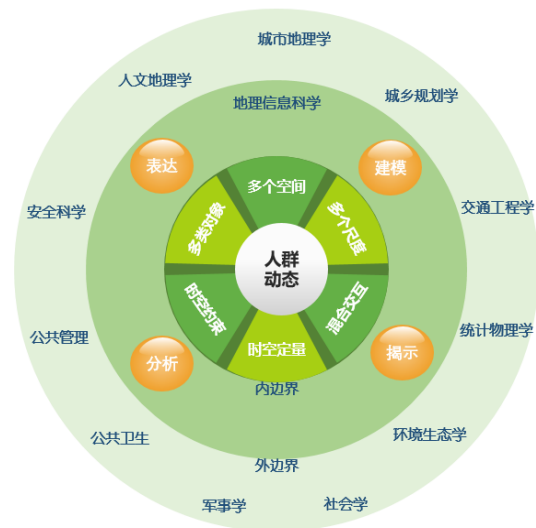 城市地理学
人文地理学
城乡规划学
地理信息科学
表达
建模
多个空间
安全科学
多类对象
多个尺度
交通工程学
人群
动态
时空约束
混合交互
公共管理
统计物理学
时空定量
分析
揭示
内边界
公共卫生
环境生态学
外边界
军事学
社会学